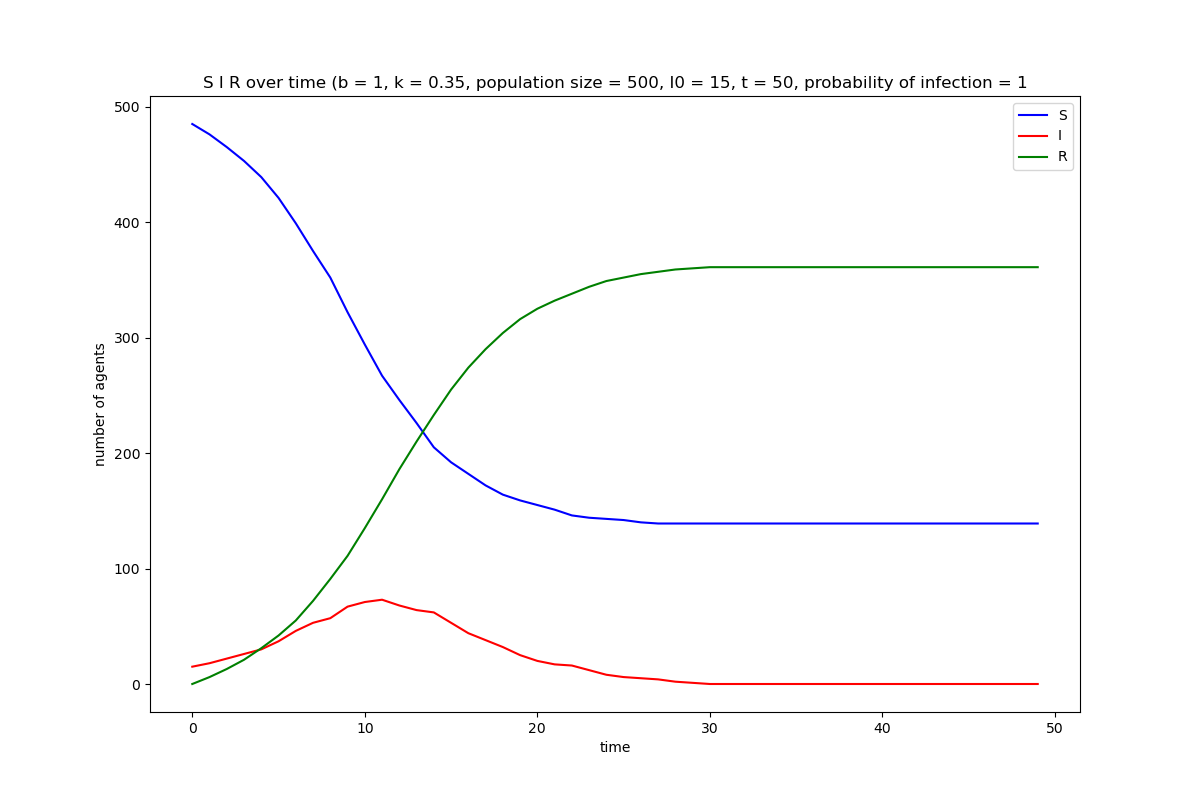 S I R over time (b = 1, k = 0.35, population size = 500, I0 = 15, t = 50, probability of infection = 1
S
I
R
500
400
300
200
100
0
number of agents
0 10 20 30 40 50
time